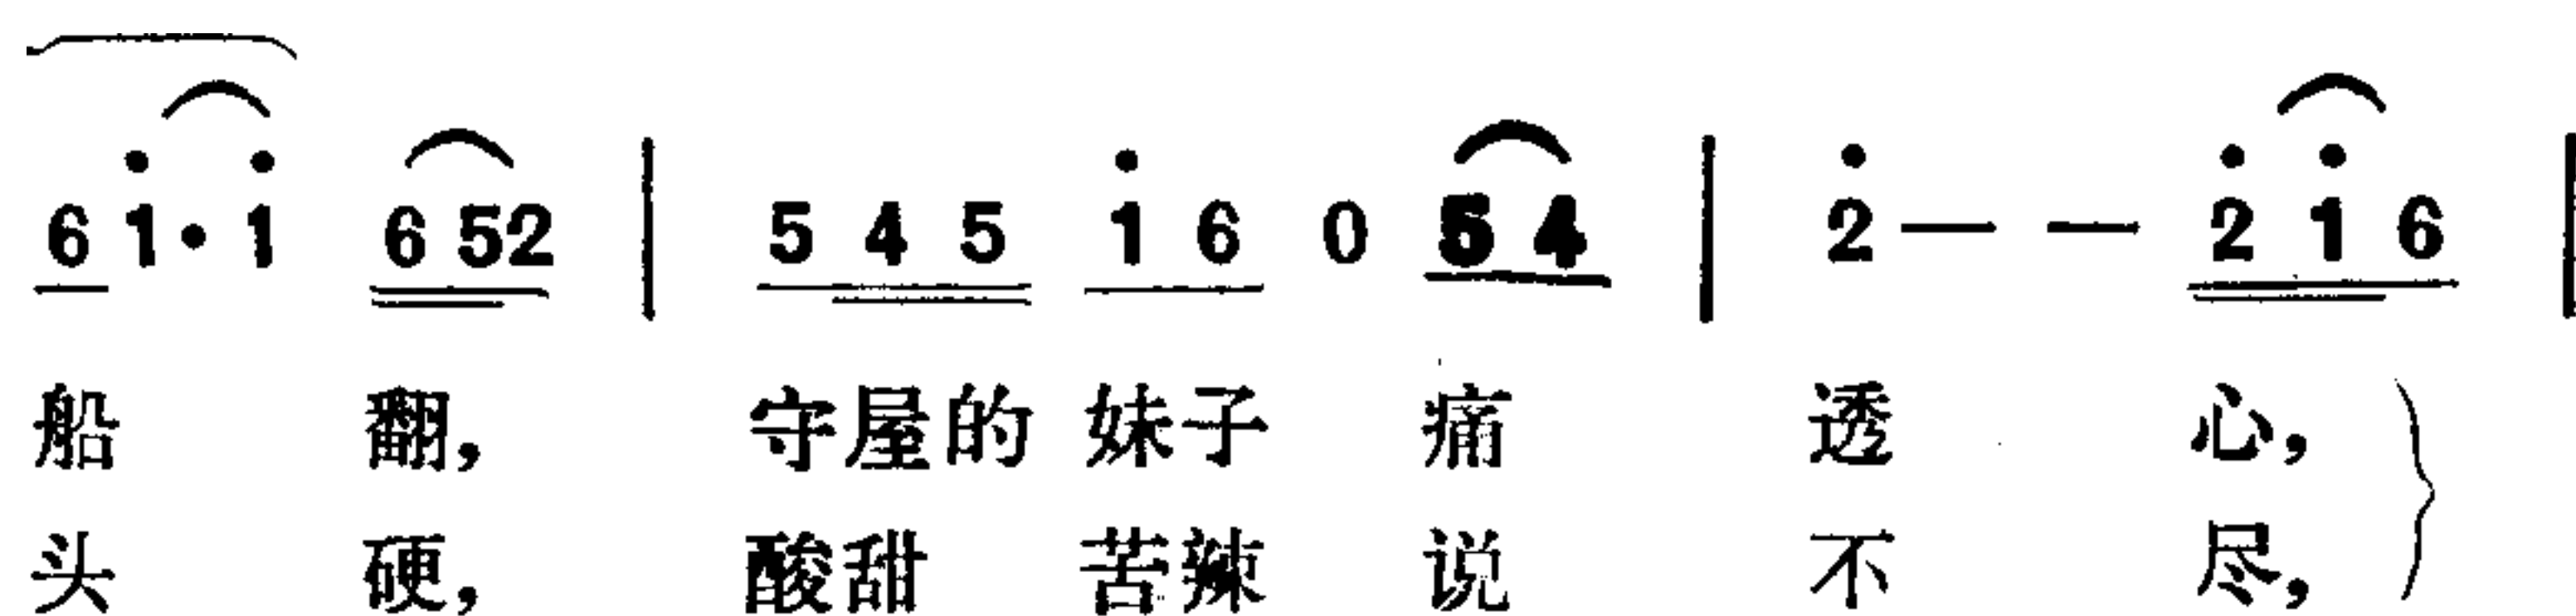 6 1· 1 6 52 | 5 4 5 1 6 0 5 4 | 2 — — 2 1 6 |
船 翻， 守屋的 妹子 痛 透 心，
头 硬， 酸甜 苦辣 说 不 尽，